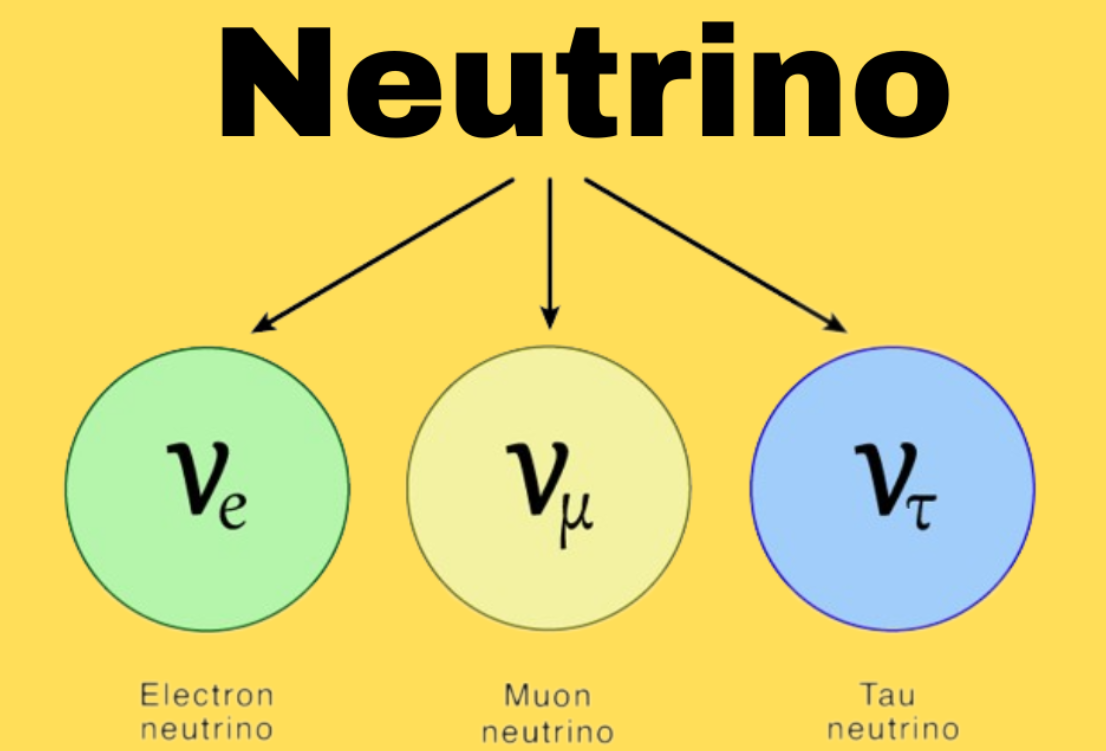 Neutrino
νe
νμ
ντ
Electron
neutrino
Muon
neutrino
Tau
neutrino